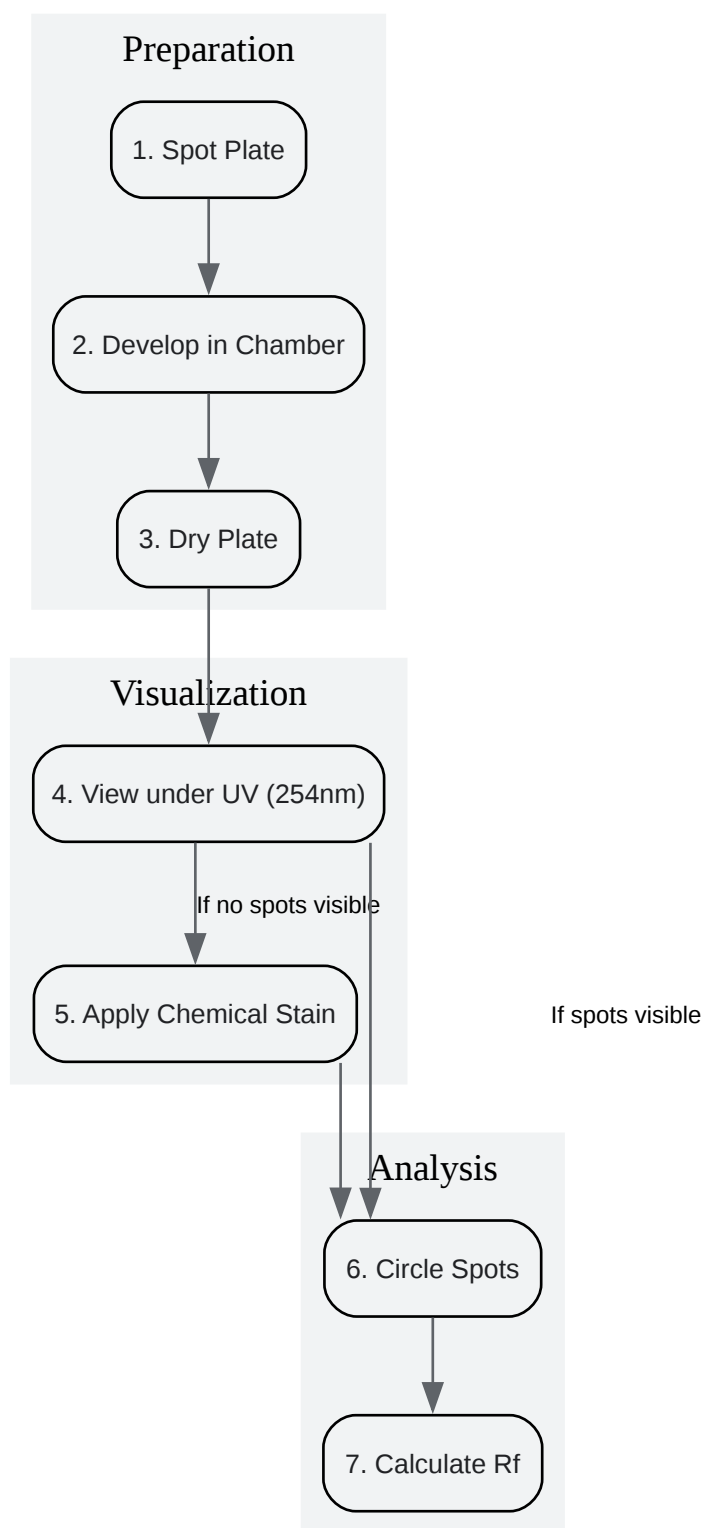 Preparation
1. Spot Plate
2. Develop in Chamber
3. Dry Plate
Visualization
4. View under UV (254nm)
If no spots visible
5. Apply Chemical Stain
If spots visible
Analysis
6. Circle Spots
7. Calculate Rf